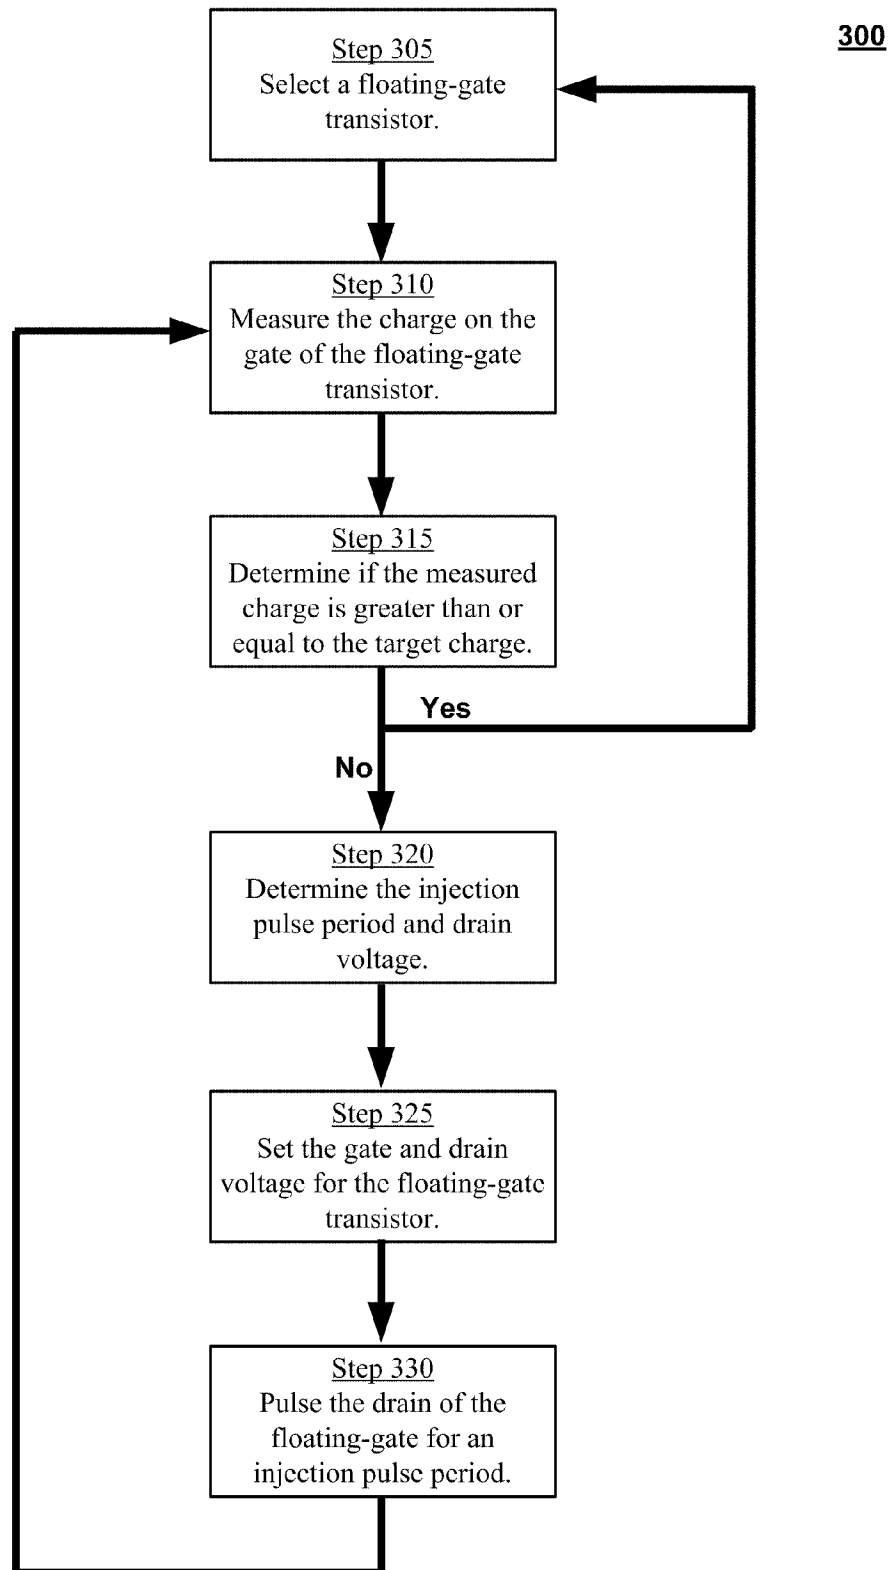 300
Step 305
Select a floating-gate
transistor.
Step 310
Measure the charge on the
gate of the floating-gate
transistor.
Step 315
Determine if the measured
charge is greater than or
equal to the target charge.
Yes
No
Step 320
Determine the injection
pulse period and drain
voltage.
Step 325
Set the gate and drain
voltage for the floating-gate
transistor.
Step 330
Pulse the drain of the
floating-gate for an
injection pulse period.